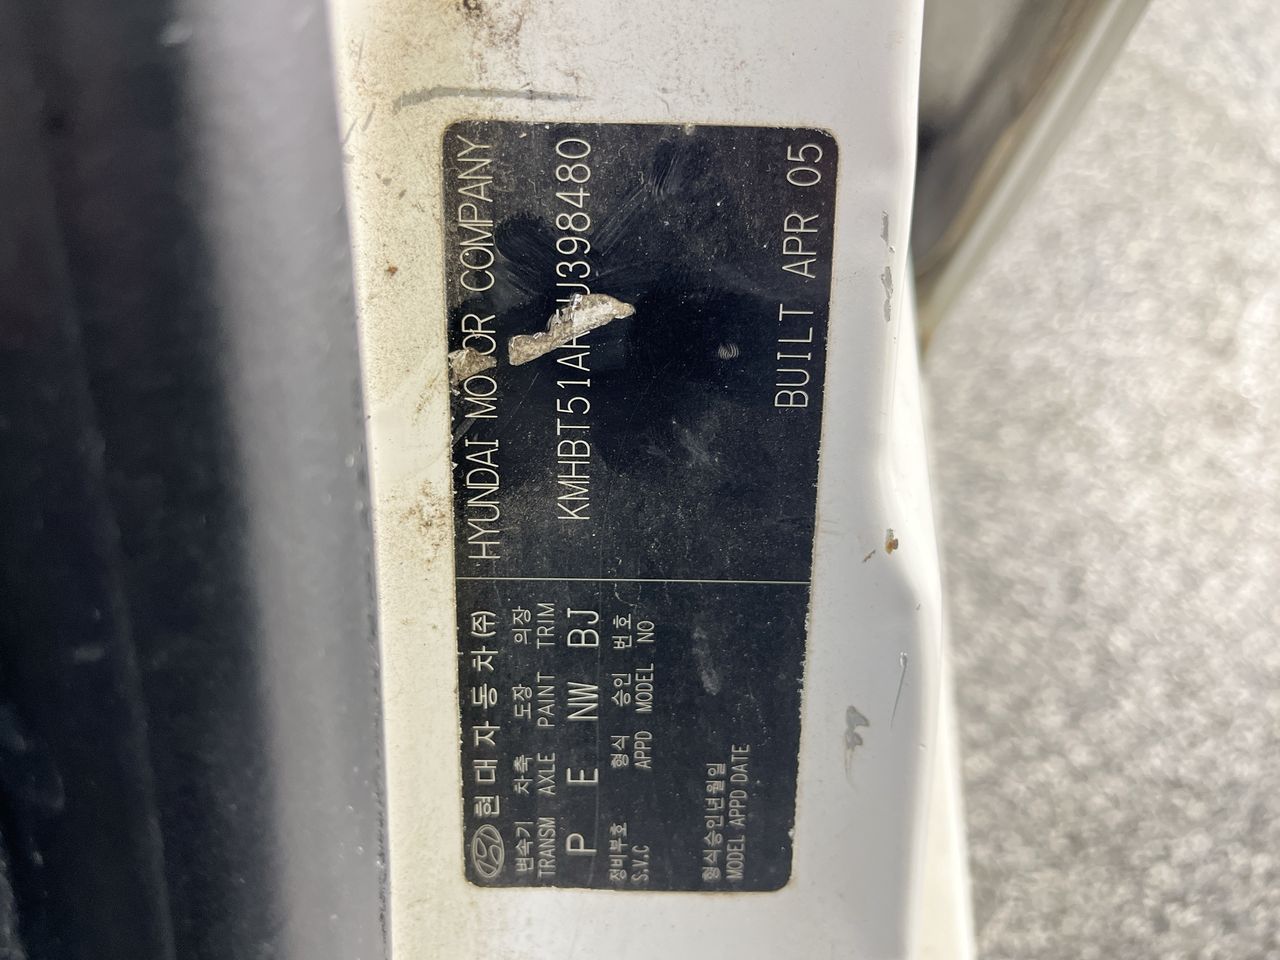 현대자동차(주) HYUNDAI MOTOR COMPANY
변속기 차축 도장 의장
TRANSM AXLE PAINT TRIM
P E NW BJ KMHBT51A U398480
정비부호 형식 승인 번호
S.V.C APPD MODEL NO
형식승인년월일
MODEL APPD DATE
BUILT APR 05